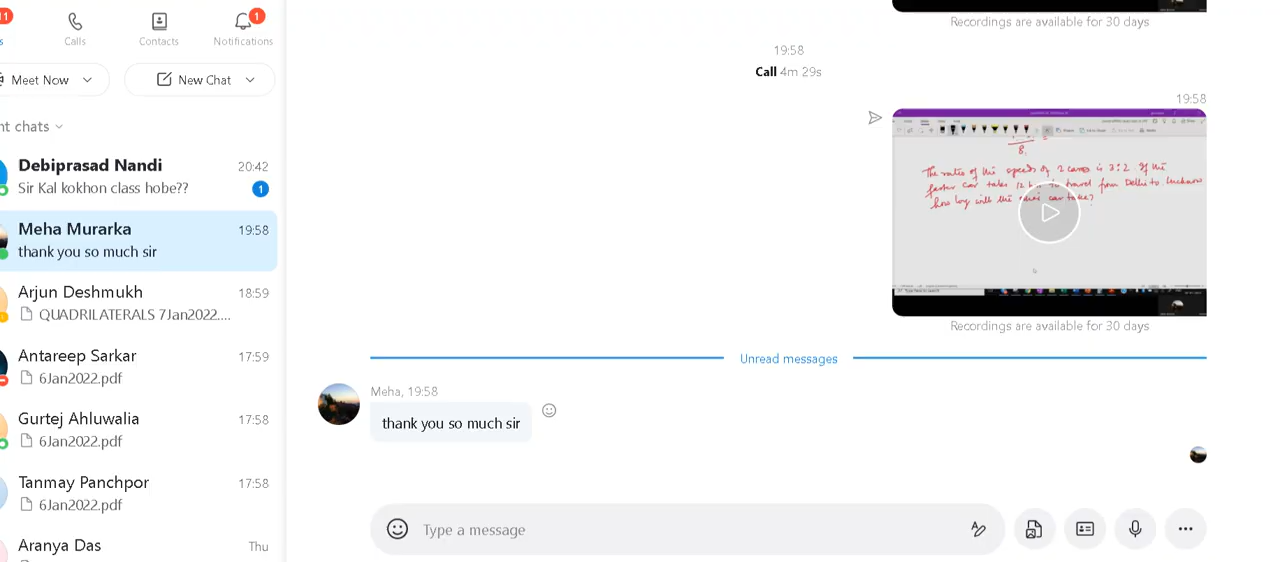 11
1
s
Calls
Contacts
Notifications
Meet Now
New Chat
nt chats
Debiprasad Nandi
20:42
Sir Kal kokhon class hobe??
1
Meha Murarka
19:58
thank you so much sir
Arjun Deshmukh
18:59
QUADRILATERALS 7Jan2022....
Antareep Sarkar
17:59
6Jan2022.pdf
Gurtej Ahluwalia
17:58
6Jan2022.pdf
Tanmay Panchpor
17:58
6Jan2022.pdf
Aranya Das
Thu
Recordings are available for 30 days
19:58
Call 4m 29s
19:58
8
The ratio of the speeds of 2 cars is 3:2. If the
faster car takes 12 to travel from Delhi to Lucknow
how long will the car take?
Recordings are available for 30 days
Unread messages
Meha, 19:58
thank you so much sir
Type a message